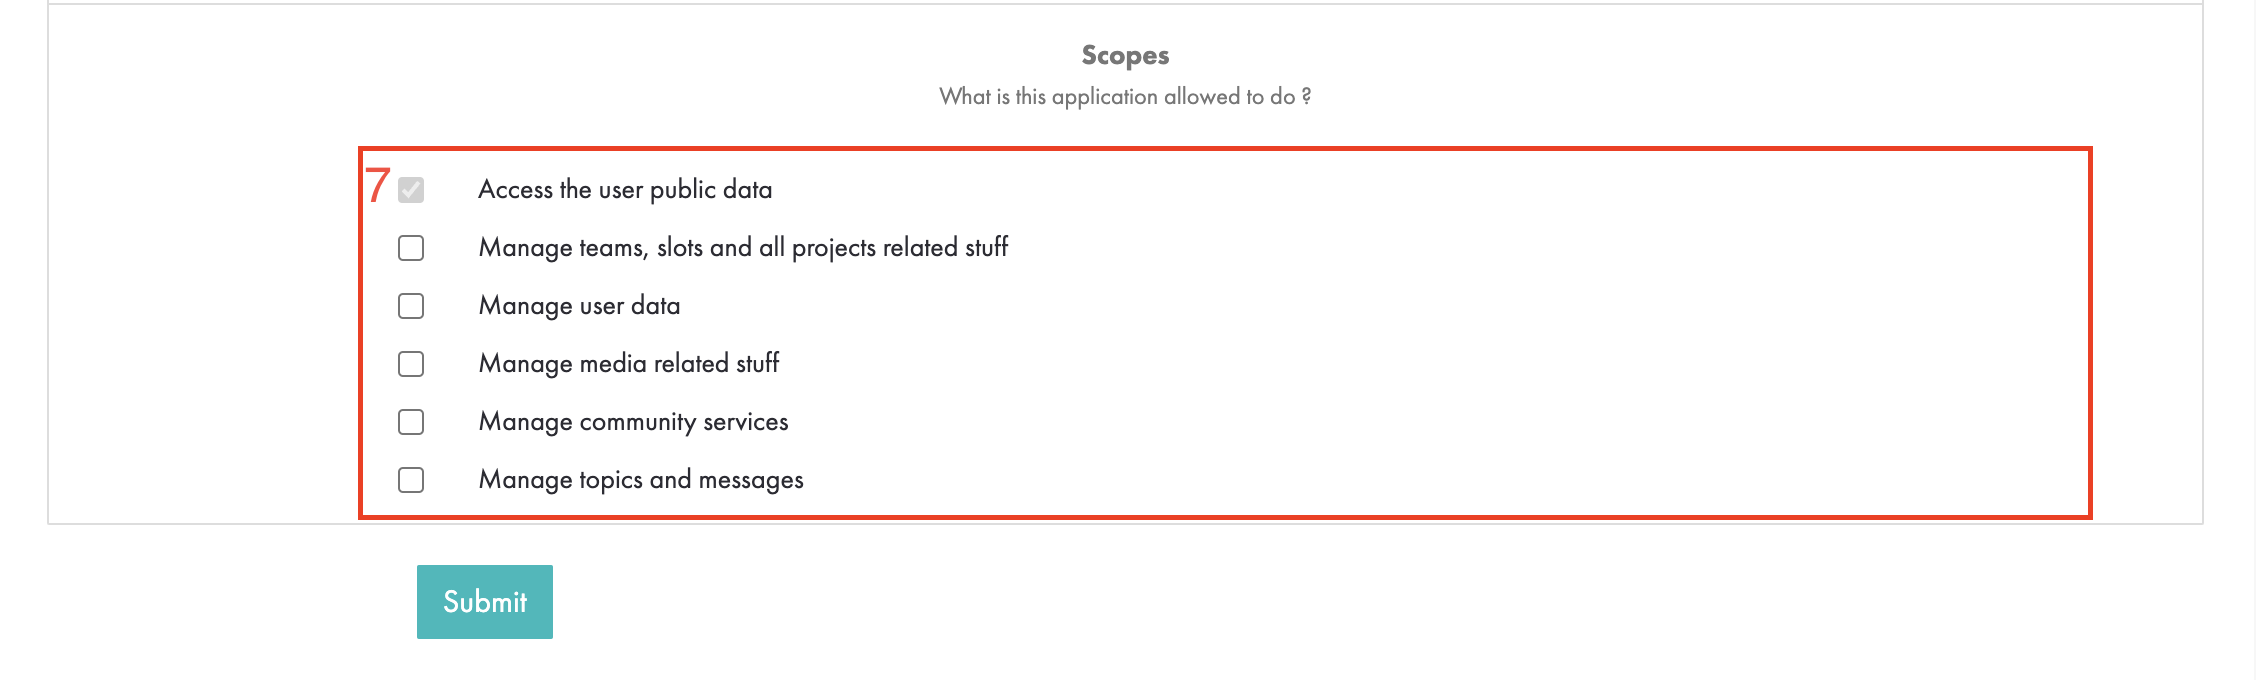 Scopes
What is this application allowed to do ?
7
Access the user public data
Manage teams, slots and all projects related stuff
Manage user data
Manage media related stuff
Manage community services
Manage topics and messages
Submit